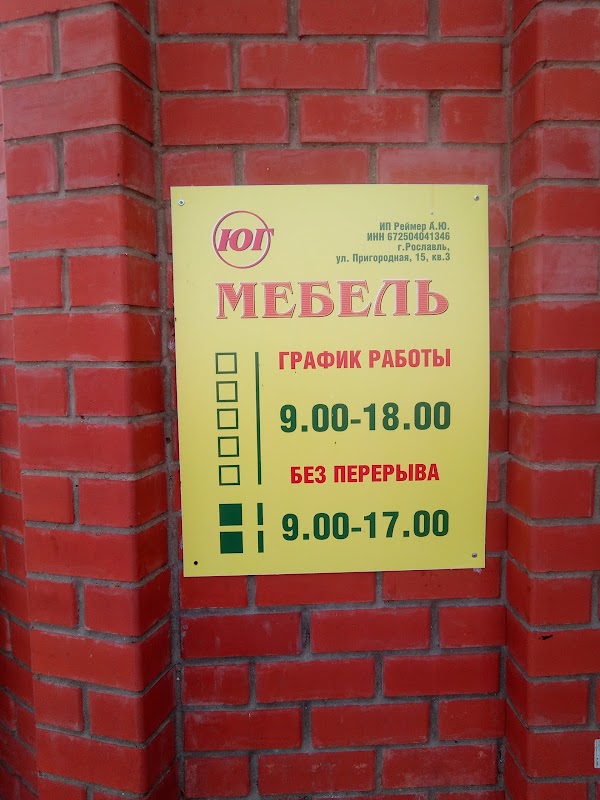 ЮГ
ИП Реймер А.Ю.
ИНН 672504041346
г.Рославль,
ул. Пригородная, 15, кв.3
МЕБЕЛЬ
ГРАФИК РАБОТЫ
9.00-18.00
БЕЗ ПЕРЕРЫВА
9.00-17.00